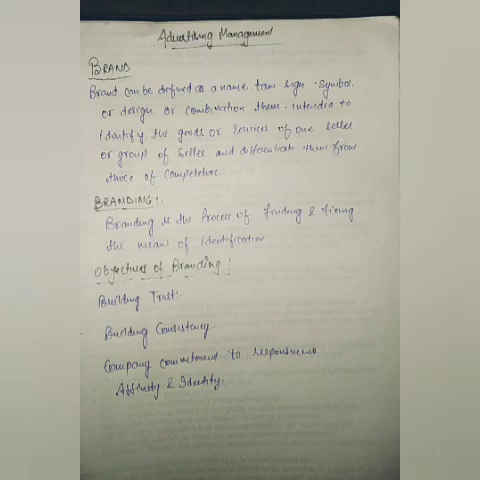 Advertising Management
BRAND
Brand can be defined as a name term sign symbol.
or design or combination them. intended to
identify the goods or services of one seller
or group of seller and differentiate them from
those of competetors.
BRANDING:-
Branding is the Process of finding & fixing
the means of identification
Objectives of Branding:
Building Trust:
Building Consistency.
Company commitment to
Affinity & Identity.